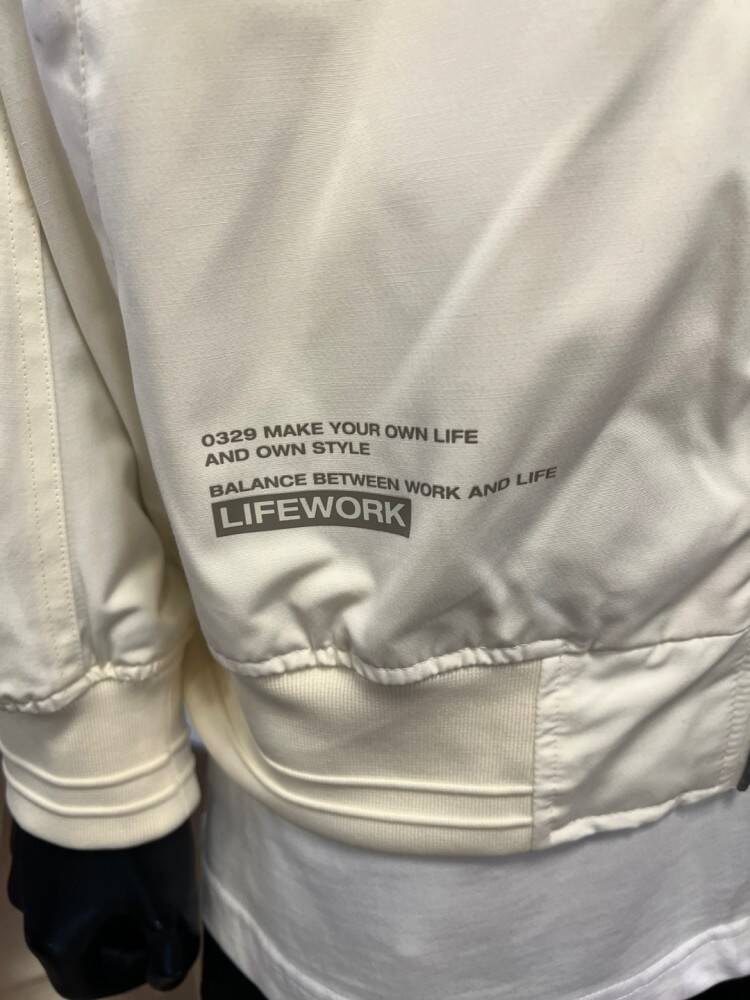 0329 MAKE YOUR OWN LIFE
AND OWN STYLE
BALANCE BETWEEN WORK AND LIFE
LIFEWORK